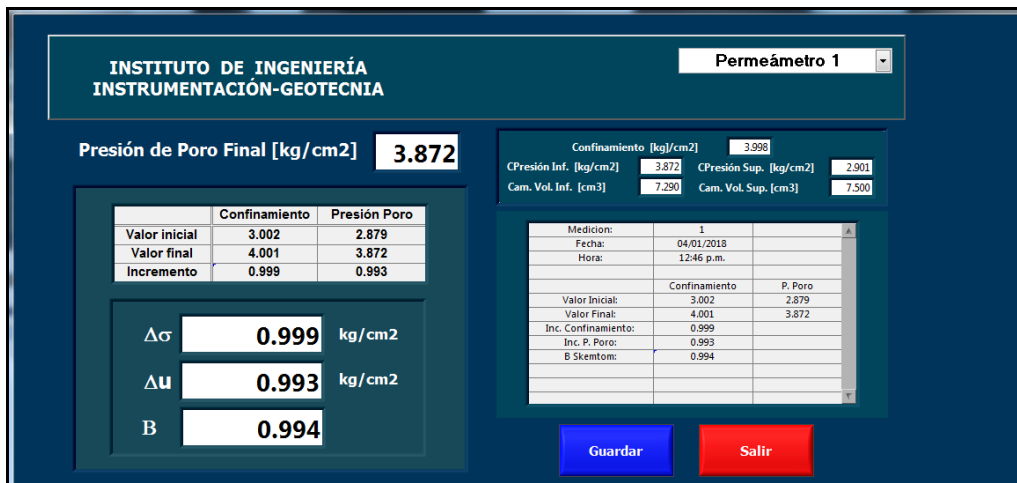 INSTITUTO DE INGENIERÍA
INSTRUMENTACIÓN-GEOTECNIA
Permeámetro 1
Presión de Poro Final [kg/cm2] 3.872
Confinamiento Presión Poro
Valor inicial 3.002 2.879
Valor final 4.001 3.872
Incremento 0.999 0.993
Δσ 0.999 kg/cm2
Δu 0.993 kg/cm2
B 0.994
Confinamiento [kg]/cm2] 3.998
CPresión Inf. [kg/cm2] 3.872 CPresión Sup. [kg/cm2] 2.901
Cam. Vol. Inf. [cm3] 7.290 Cam. Vol. Sup. [cm3] 7.500
Medicion: 1
Fecha: 04/01/2018
Hora: 12:46 p.m.
Confinamiento P. Poro
Valor Inicial: 3.002 2.879
Valor Final: 4.001 3.872
Inc. Confinamiento: 0.999
Inc. P. Poro: 0.993
B Skemtom: 0.994
Guardar Salir